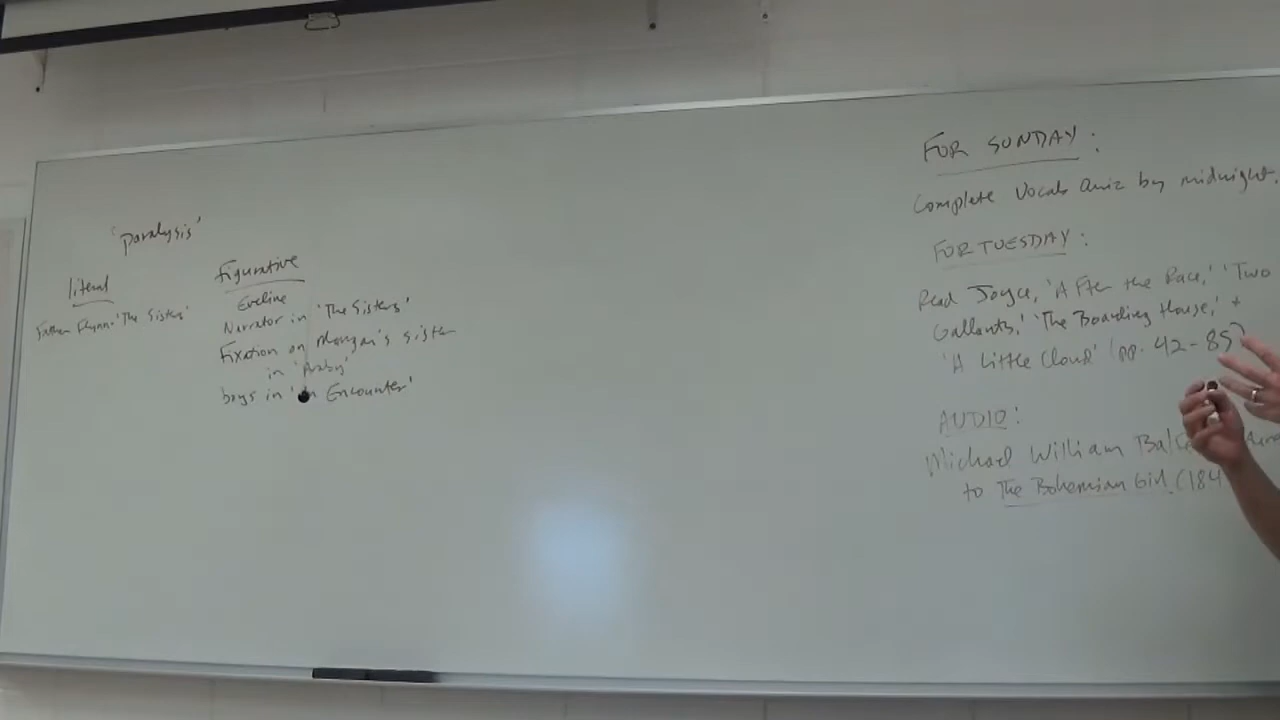 'paralysis'
literal
Father Flynn-'The Sisters'
figurative
Eveline
Narrator in 'The Sisters'
Fixation on Mangan's sister
in 'Araby'
boys in 'An Encounter'
FOR SUNDAY:
Complete Vocab Quiz by midnight.
FOR TUESDAY:
Read Joyce, 'After the Race,' 'Two
Gallants,' 'The Boarding House,' +
'A Little Cloud' (pp. 42-85)
AUDIO:
Michael William
to The Bohemian Girl (184